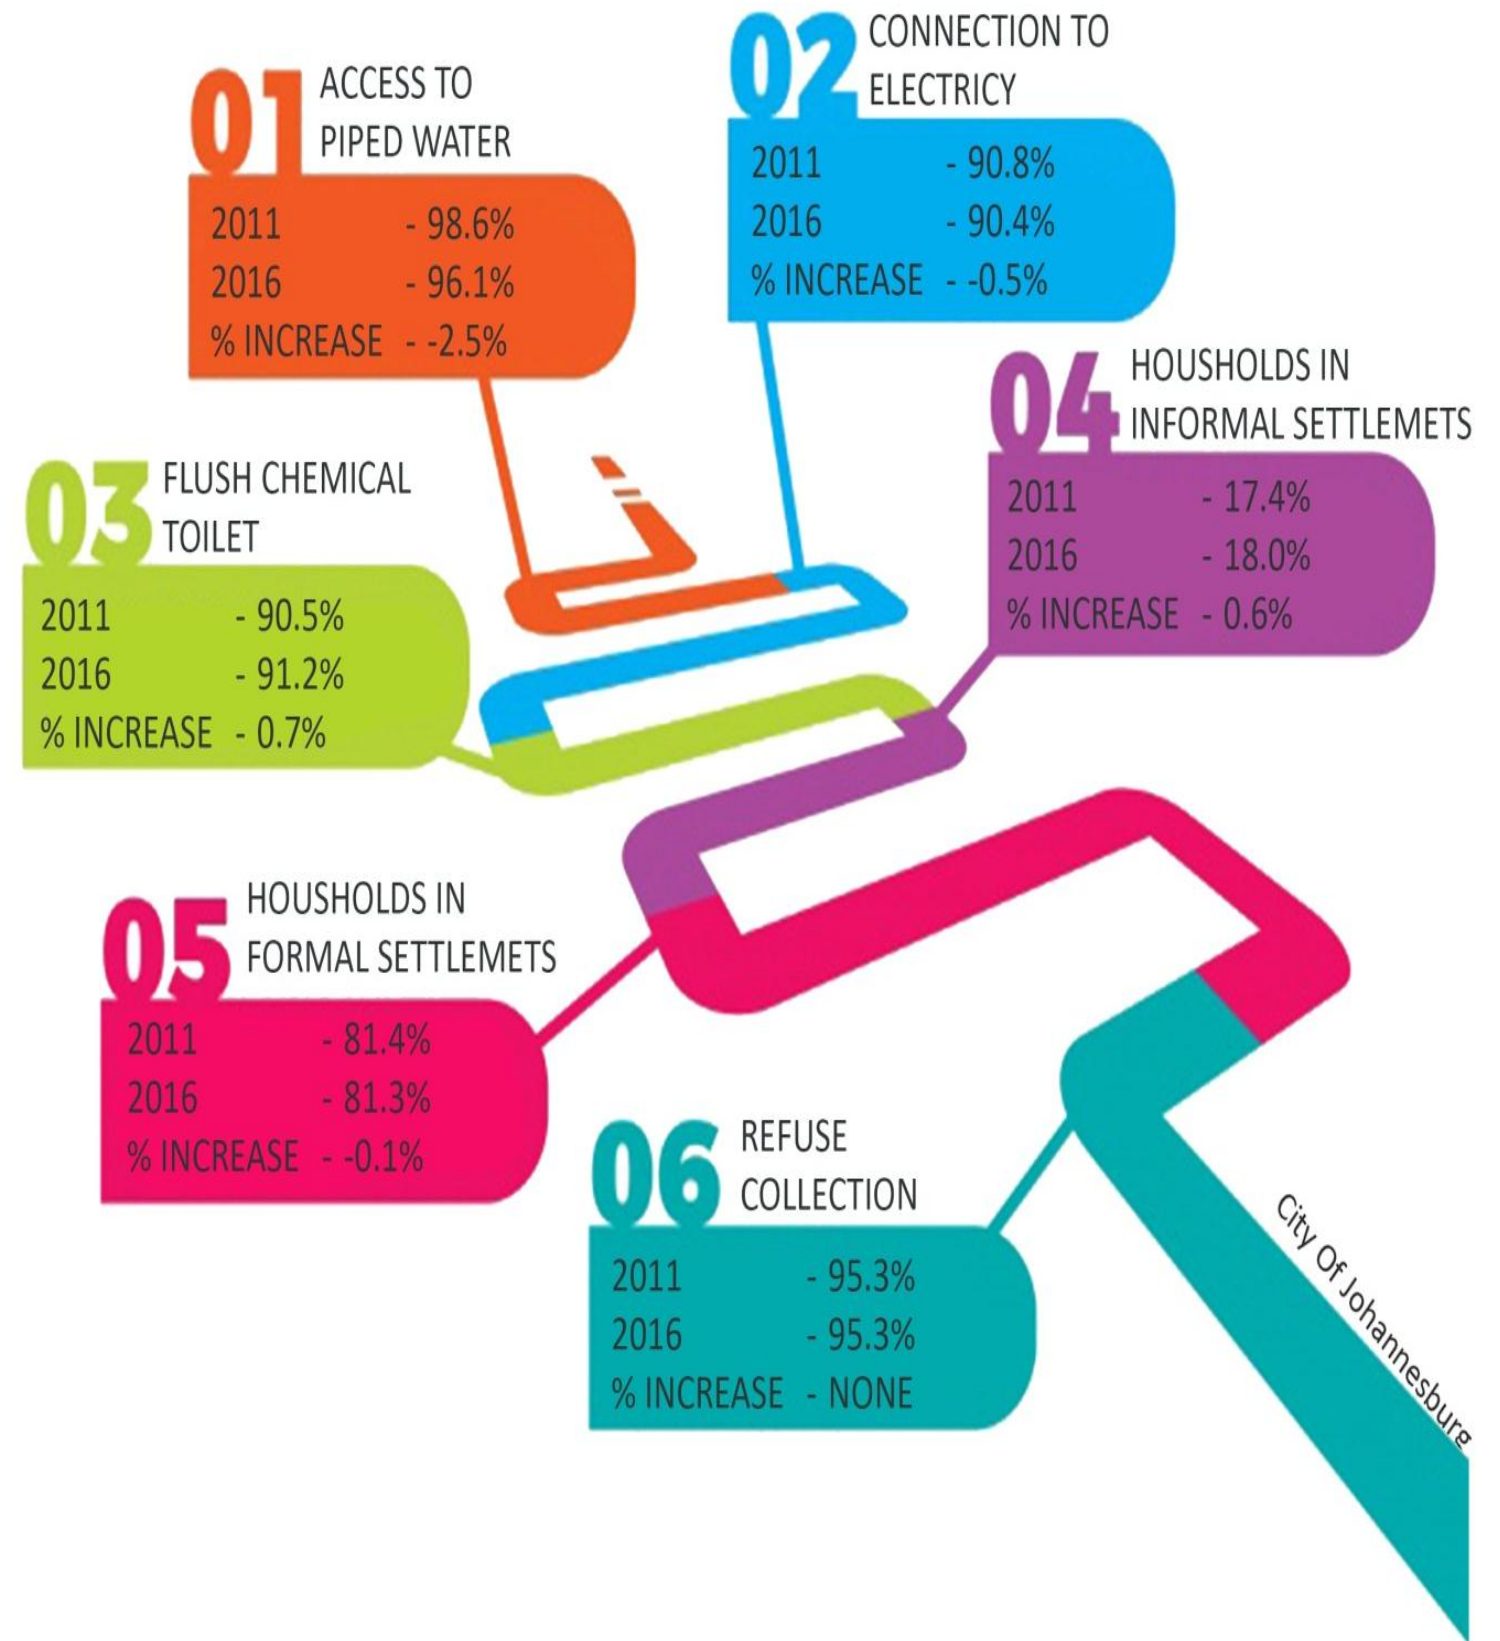 01
ACCESS TO
PIPED WATER
2011 - 98.6%
2016 - 96.1%
% INCREASE - -2.5%
02
CONNECTION TO
ELECTRICY
2011 - 90.8%
2016 - 90.4%
% INCREASE - -0.5%
03
FLUSH CHEMICAL
TOILET
2011 - 90.5%
2016 - 91.2%
% INCREASE - 0.7%
04
HOUSHOLDS IN
INFORMAL SETTLEMETS
2011 - 17.4%
2016 - 18.0%
% INCREASE - 0.6%
05
HOUSHOLDS IN
FORMAL SETTLEMETS
2011 - 81.4%
2016 - 81.3%
% INCREASE - -0.1%
06
REFUSE
COLLECTION
2011 - 95.3%
2016 - 95.3%
% INCREASE - NONE
City Of Johannesburg